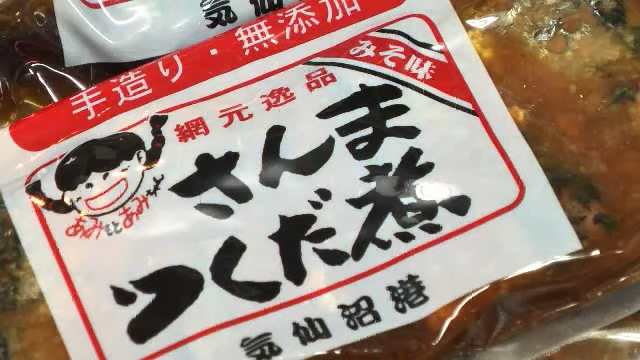 気仙
手造り・無添加
みそ味
網元逸品
さんま
つくだ煮
気仙沼港